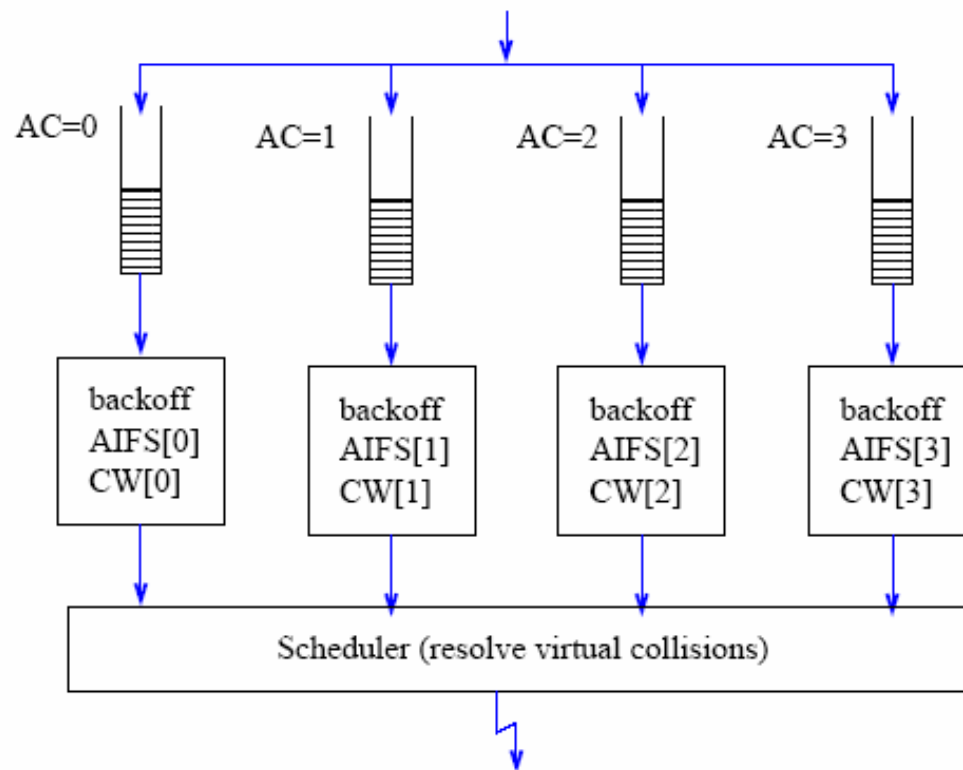 AC=0
AC=1
AC=2
AC=3
backoff
AIFS[0]
CW[0]
backoff
AIFS[1]
CW[1]
backoff
AIFS[2]
CW[2]
backoff
AIFS[3]
CW[3]
Scheduler (resolve virtual collisions)